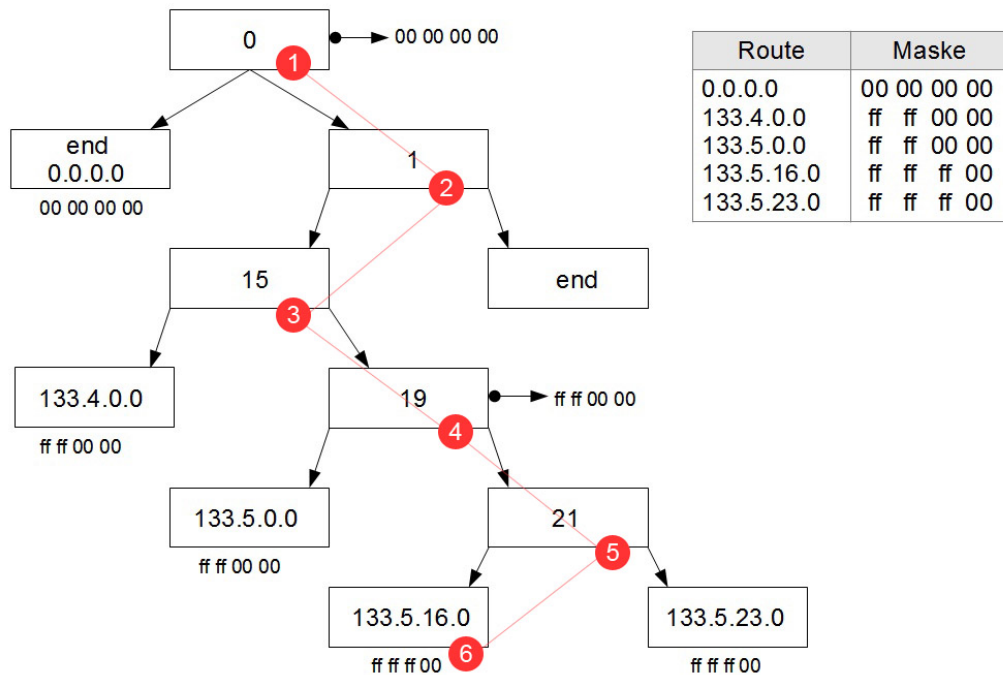 0
00 00 00 00
1
end
0.0.0.0
00 00 00 00
1
2
15
3
end
133.4.0.0
ff ff 00 00
19
ff ff 00 00
4
133.5.0.0
ff ff 00 00
21
5
133.5.16.0
6
ff ff ff 00
133.5.23.0
ff ff ff 00
Route Maske
0.0.0.0 00 00 00 00
133.4.0.0 ff ff 00 00
133.5.0.0 ff ff 00 00
133.5.16.0 ff ff ff 00
133.5.23.0 ff ff ff 00